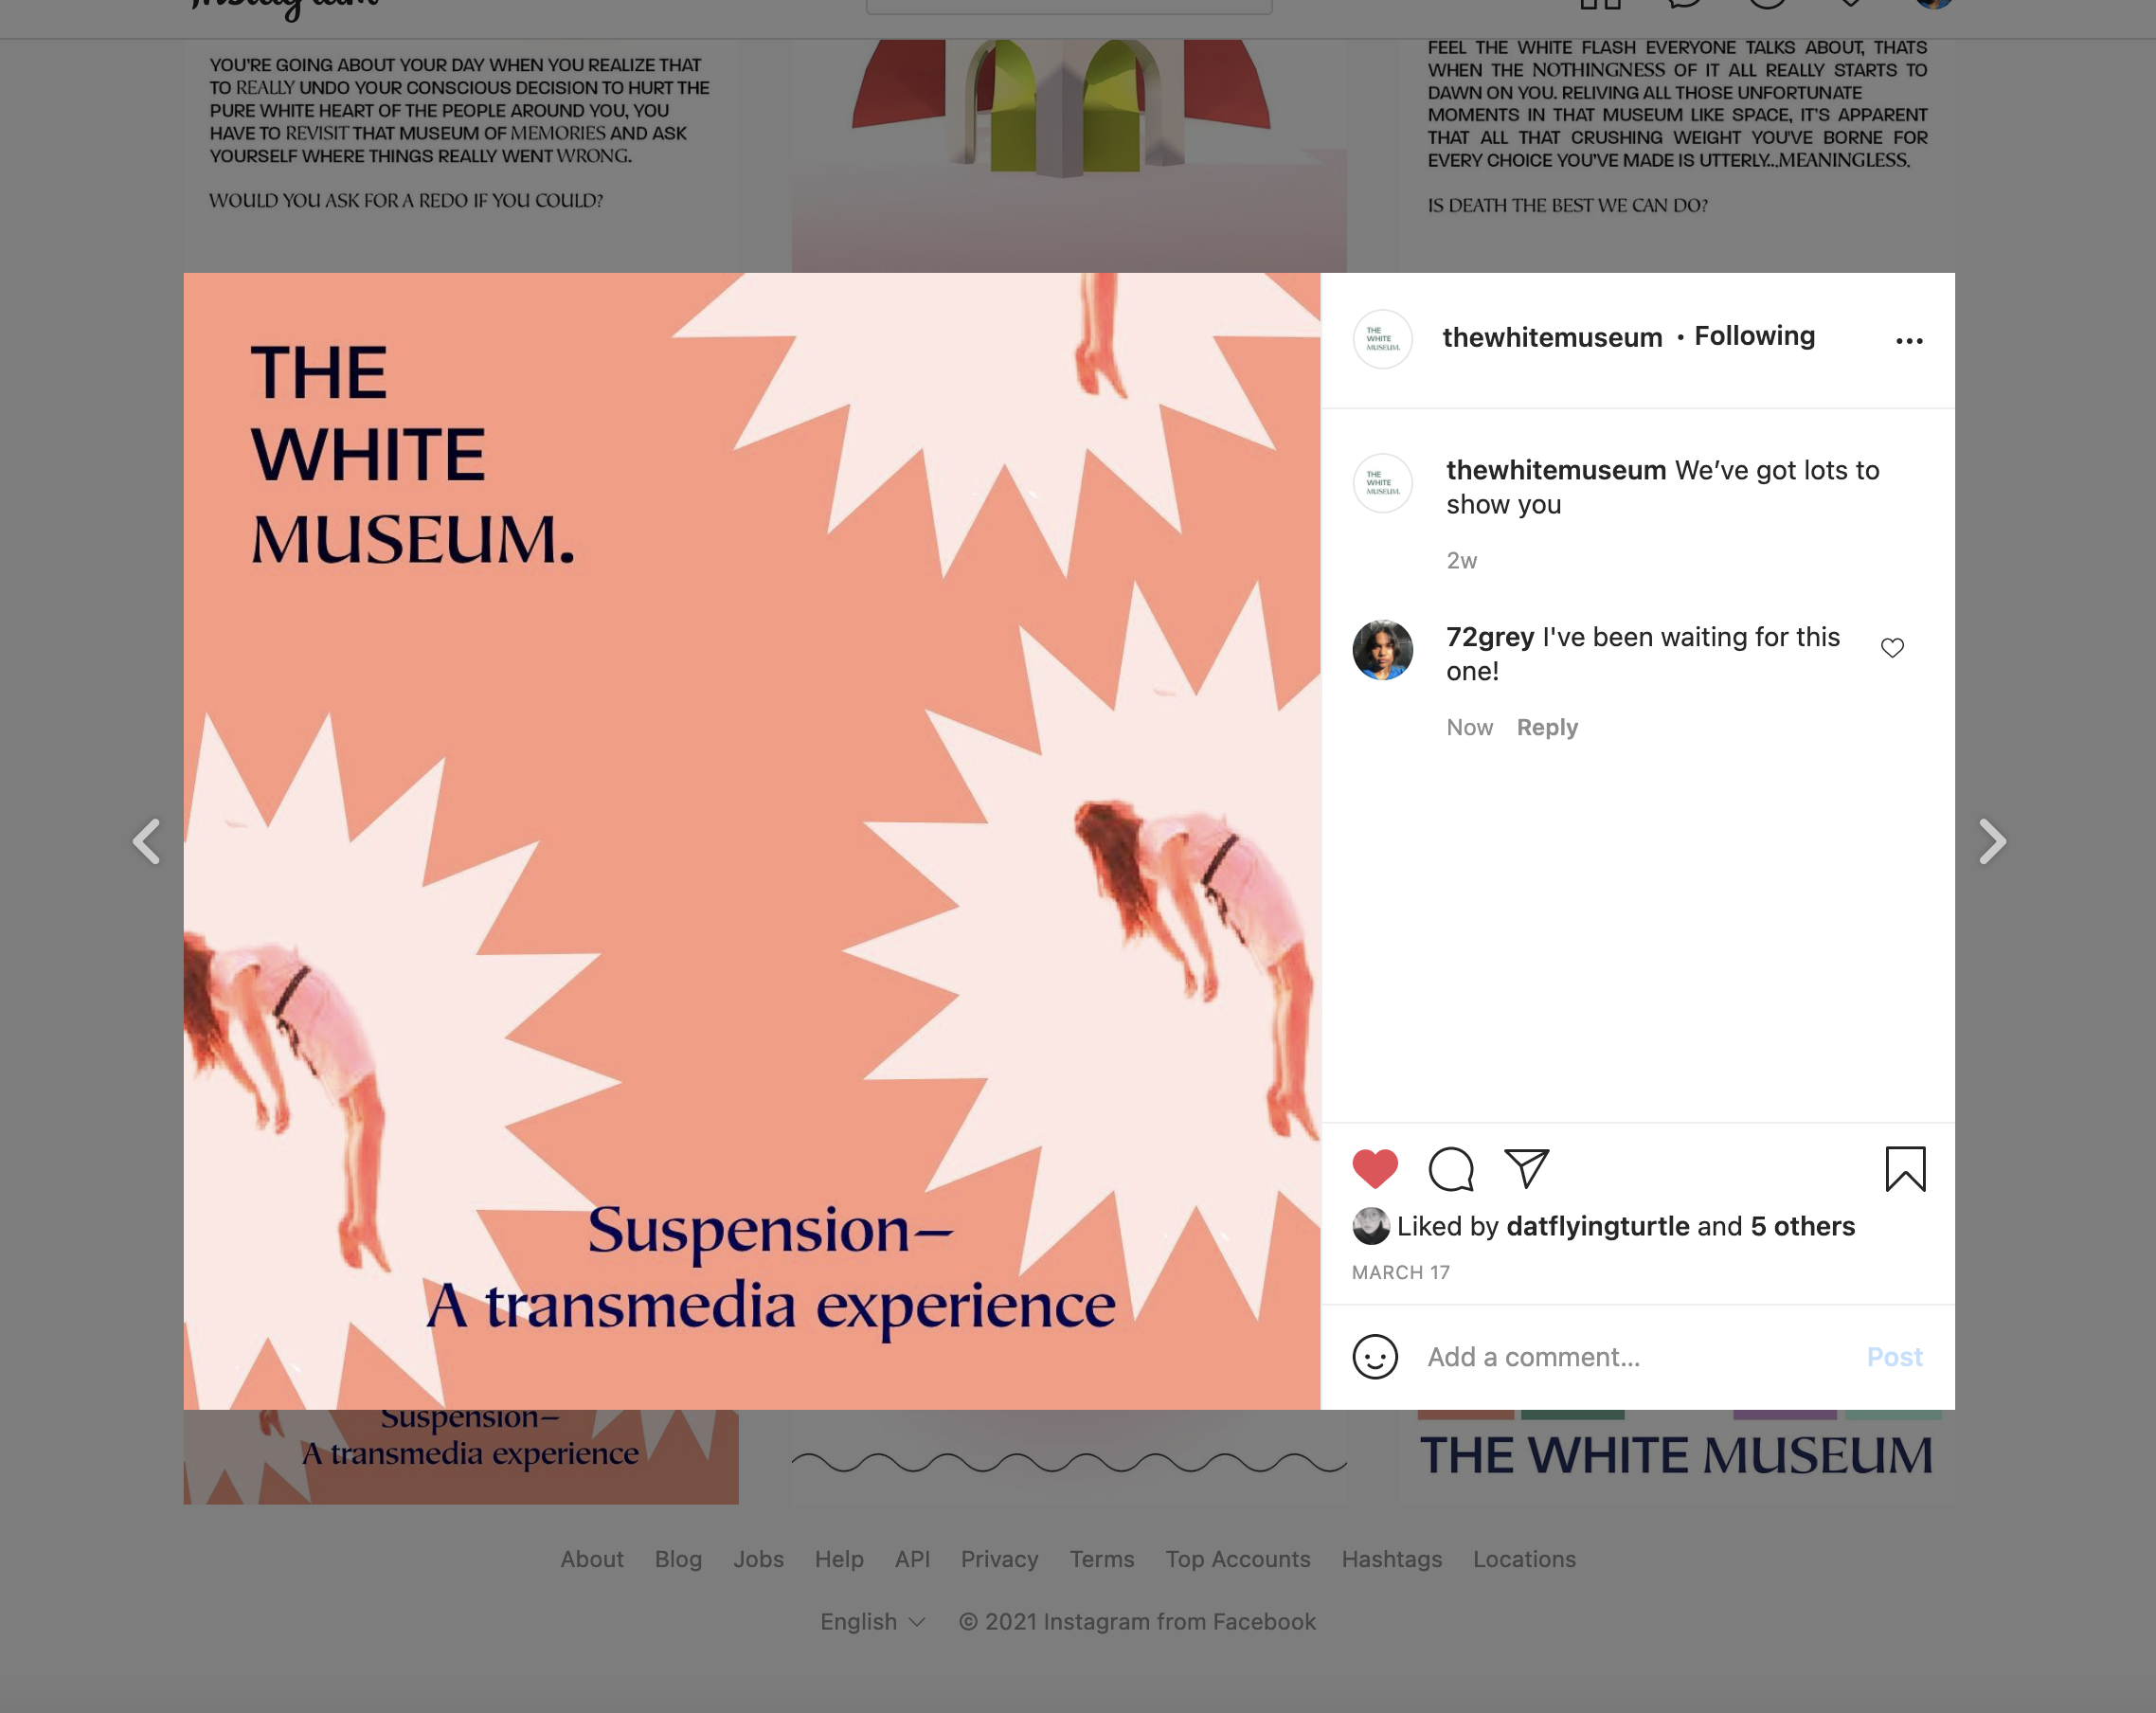 Instagram
YOU'RE GOING ABOUT YOUR DAY WHEN YOU REALIZE THAT
TO REALLY UNDO YOUR CONSCIOUS DECISION TO HURT THE
PURE WHITE HEART OF THE PEOPLE AROUND YOU, YOU
HAVE TO REVISIT THAT MUSEUM OF MEMORIES AND ASK
YOURSELF WHERE THINGS REALLY WENT WRONG.
WOULD YOU ASK FOR A REDO IF YOU COULD?
FEEL THE WHITE FLASH EVERYONE TALKS ABOUT, THATS
WHEN THE NOTHINGNESS OF IT ALL REALLY STARTS TO
DAWN ON YOU. RELIVING ALL THOSE UNFORTUNATE
MOMENTS IN THAT MUSEUM LIKE SPACE, IT'S APPARENT
THAT ALL THAT CRUSHING WEIGHT YOU'VE BORNE FOR
EVERY CHOICE YOU'VE MADE IS UTTERLY...MEANINGLESS.
IS DEATH THE BEST WE CAN DO?
THE
WHITE
MUSEUM.
Suspension—
A transmedia experience
THE
WHITE
MUSEUM.
thewhitemuseum • Following
THE
WHITE
MUSEUM.
thewhitemuseum We've got lots to
show you
2w
72grey I've been waiting for this
one!
Now Reply
Liked by datflyingturtle and 5 others
MARCH 17
Add a comment...
Post
Suspension—
A transmedia experience
THE WHITE MUSEUM
About Blog Jobs Help API Privacy Terms Top Accounts Hashtags Locations
English © 2021 Instagram from Facebook